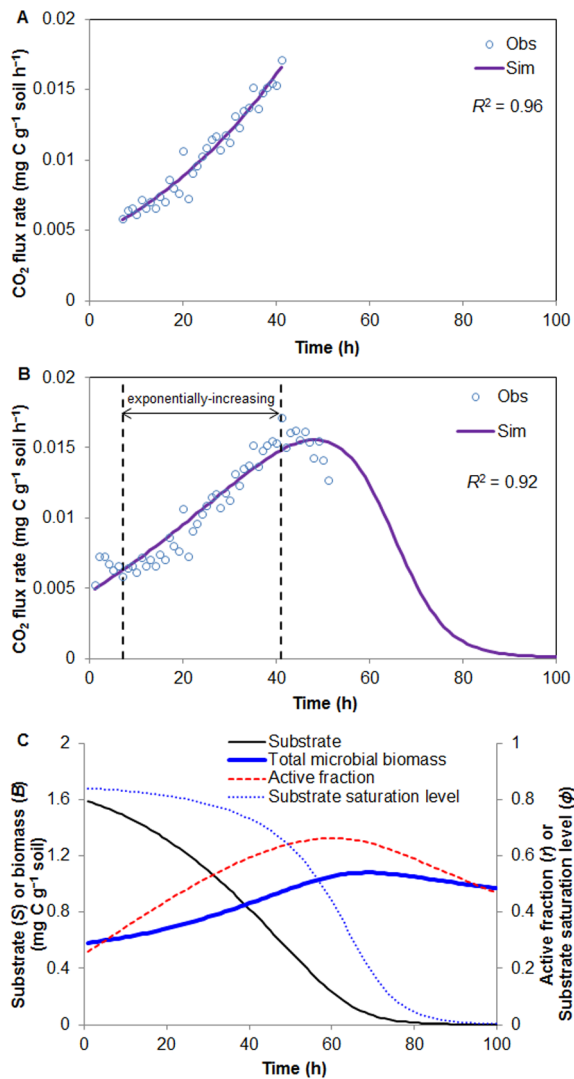 A
0.02
0.015
0.01
0.005
0
CO₂ flux rate (mg C g⁻¹ soil h⁻¹)
Obs
Sim
R² = 0.96
0 20 40 60 80 100
Time (h)
B
0.02
0.015
0.01
0.005
0
CO₂ flux rate (mg C g⁻¹ soil h⁻¹)
exponentially-increasing
Obs
Sim
R² = 0.92
0 20 40 60 80 100
Time (h)
C
Substrate
Total microbial biomass
Active fraction
Substrate saturation level
2
1.6
1.2
0.8
0.4
0
Substrate (S) or biomass (B)
(mg C g⁻¹ soil)
1
0.8
0.6
0.4
0.2
0
Active fraction (r) or
Substrate saturation level (ϕ)
0 20 40 60 80 100
Time (h)